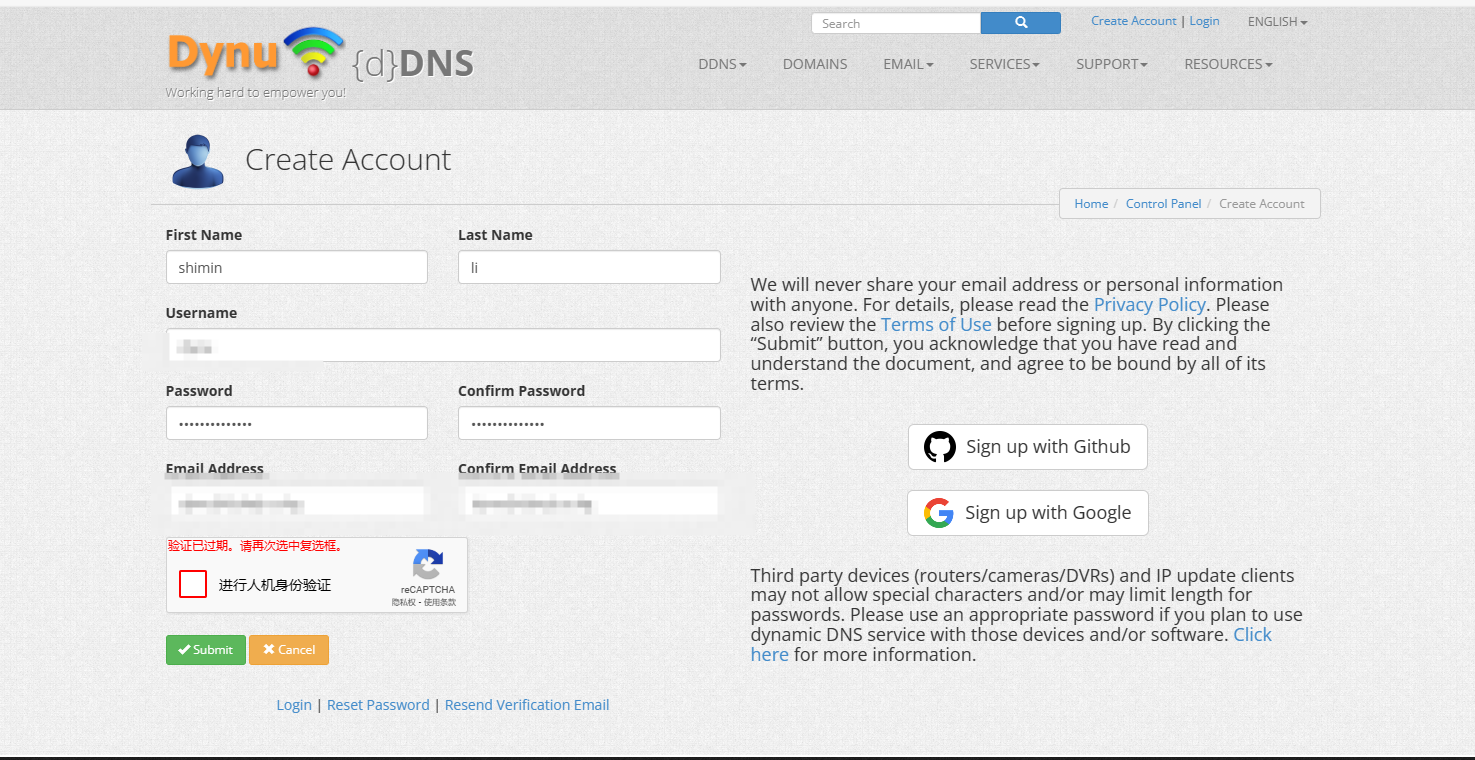 Search
Create Account | Login
ENGLISH
Dynu {d}DNS
Working hard to empower you!
DDNS
DOMAINS
EMAIL
SERVICES
SUPPORT
RESOURCES
Create Account
Home / Control Panel / Create Account
First Name
Last Name
shimin
li
Username
Password
Confirm Password
••••••••••••••
••••••••••••••
Email Address
Confirm Email Address
验证已过期。请再次选中复选框。
进行人机身份验证
reCAPTCHA
隐私权 - 使用条款
Submit
Cancel
Login | Reset Password | Resend Verification Email
We will never share your email address or personal information
with anyone. For details, please read the Privacy Policy. Please
also review the Terms of Use before signing up. By clicking the
“Submit” button, you acknowledge that you have read and
understand the document, and agree to be bound by all of its
terms.
Sign up with Github
Sign up with Google
Third party devices (routers/cameras/DVRs) and IP update clients
may not allow special characters and/or may limit length for
passwords. Please use an appropriate password if you plan to use
dynamic DNS service with those devices and/or software. Click
here for more information.